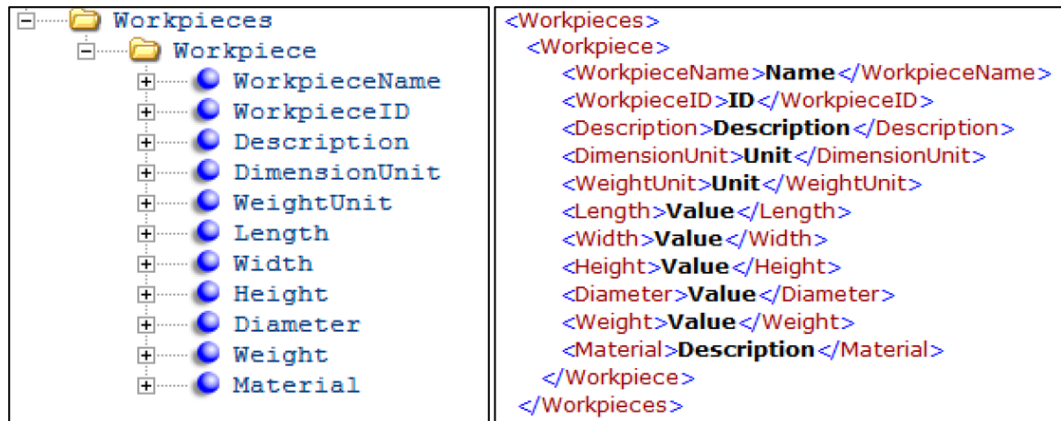 Workpieces
Workpiece
WorkpieceName
WorkpieceID
Description
DimensionUnit
WeightUnit
Length
Width
Height
Diameter
Weight
Material
<Workpieces>
<Workpiece>
<WorkpieceName>Name</WorkpieceName>
<WorkpieceID>ID</WorkpieceID>
<Description>Description</Description>
<DimensionUnit>Unit</DimensionUnit>
<WeightUnit>Unit</WeightUnit>
<Length>Value</Length>
<Width>Value</Width>
<Height>Value</Height>
<Diameter>Value</Diameter>
<Weight>Value</Weight>
<Material>Description</Material>
</Workpiece>
</Workpieces>